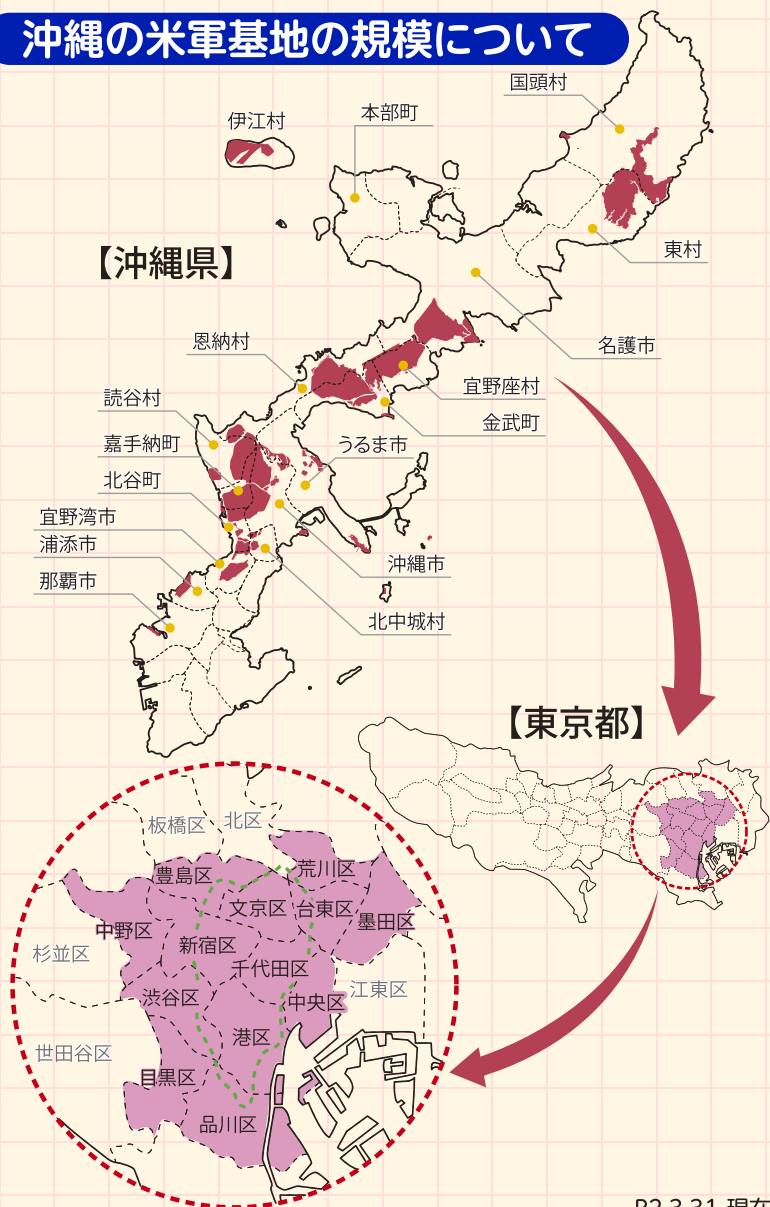 沖縄の米軍基地の規模について
国頭村
本部町
伊江村
東村
【沖縄県】
名護市
恩納村
宜野座村
読谷村
金武町
嘉手納町
うるま市
北谷町
宜野湾市
浦添市
沖縄市
那覇市
北中城村
【東京都】
板橋区
北区
豊島区
荒川区
文京区
台東区
墨田区
中野区
新宿区
杉並区
千代田区
渋谷区
中央区
江東区
港区
世田谷区
目黒区
品川区
R2.3.31 現在